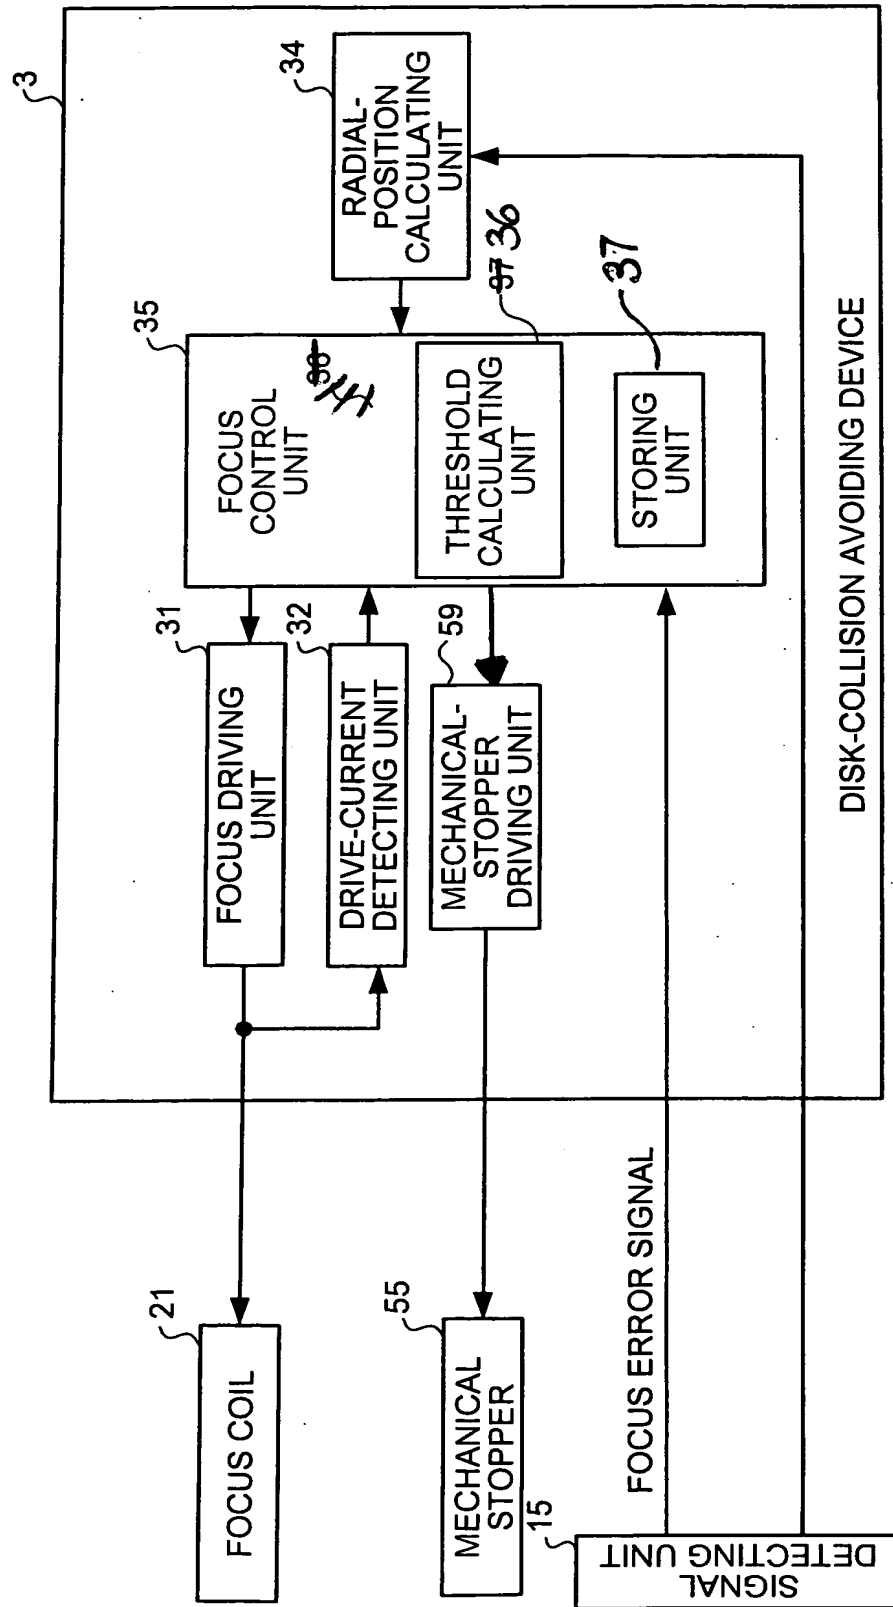 3
34
RADIAL-
POSITION
CALCULATING
UNIT
35
FOCUS
CONTROL
UNIT
37 36
THRESHOLD
CALCULATING
UNIT
37
STORING
UNIT
31
FOCUS DRIVING
UNIT
32
DRIVE-CURRENT
DETECTING UNIT
59
MECHANICAL-
STOPPER
DRIVING UNIT
DISK-COLLISION AVOIDING DEVICE
21
FOCUS COIL
55
MECHANICAL
STOPPER
15
SIGNAL
DETECTING UNIT
FOCUS ERROR SIGNAL